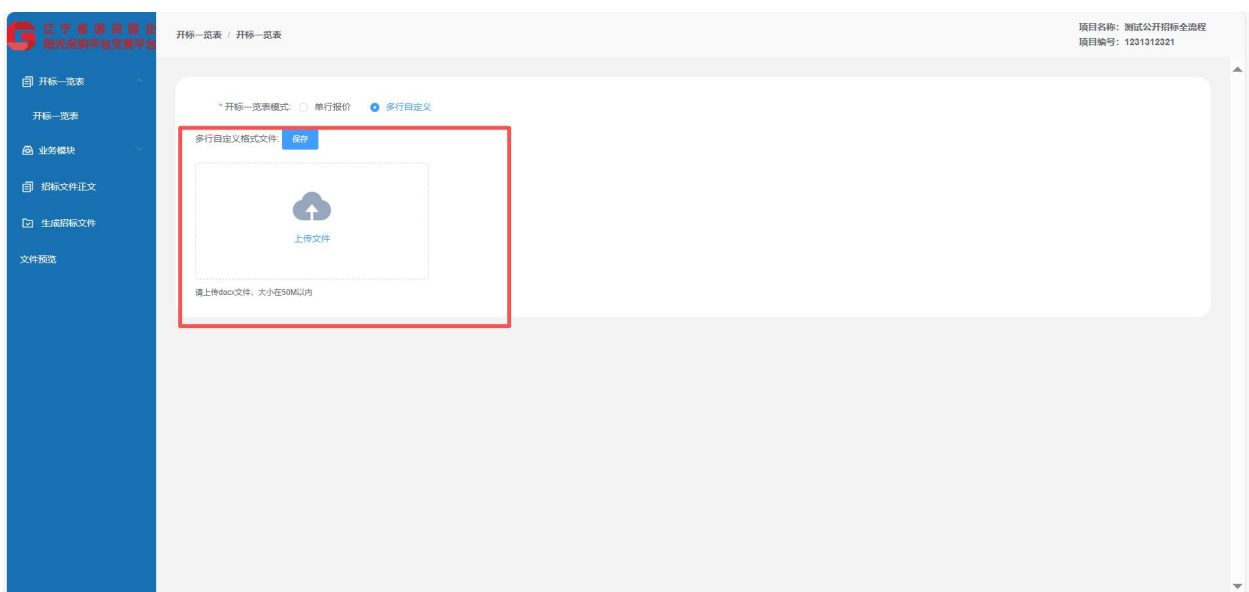 辽宁省国资国企
阳光采购平台交易平台
开标一览表 / 开标一览表
项目名称：测试公开招标全流程
项目编号：1231312321
开标一览表
开标一览表
业务模块
招标文件正文
生成招标文件
文件预览
*开标一览表模式: 单行报价 多行自定义
多行自定义格式文件: 保存
上传文件
请上传docx文件，大小在50M以内